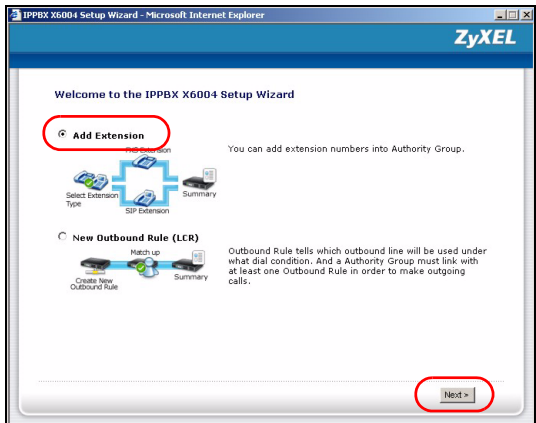 IPPBX X6004 Setup Wizard - Microsoft Internet Explorer
ZyXEL
Welcome to the IPPBX X6004 Setup Wizard
Add Extension
You can add extension numbers into Authority Group.
Extension
Select Extension
Type
SIP Extension
Summary
New Outbound Rule (LCR)
Match up
Create New
Outbound Rule
Summary
Outbound Rule tells which outbound line will be used under
what dial condition. And a Authority Group must link with
at least one Outbound Rule in order to make outgoing
calls.
Next >